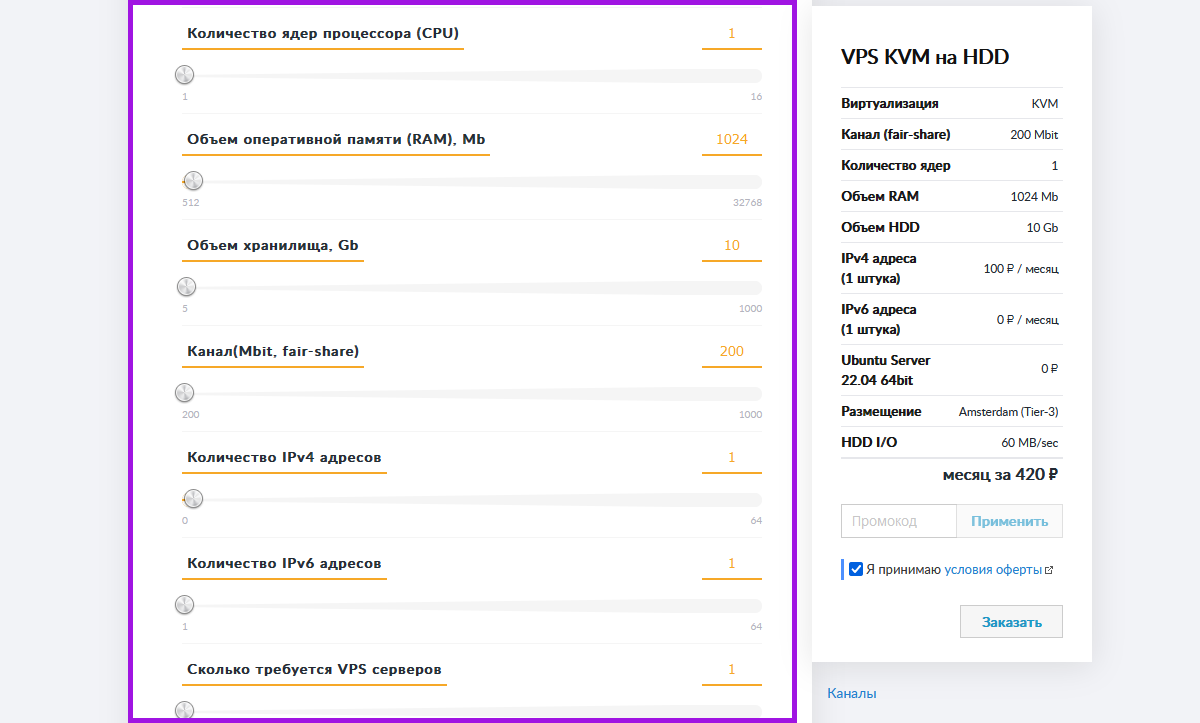 Количество ядер процессора (CPU) 1
1 16
Объем оперативной памяти (RAM), Mb 1024
512 32768
Объем хранилища, Gb 10
5 1000
Канал(Mbit, fair-share) 200
200 1000
Количество IPv4 адресов 1
0 64
Количество IPv6 адресов 1
1 64
Сколько требуется VPS серверов 1
VPS KVM на HDD
Виртуализация KVM
Канал (fair-share) 200 Mbit
Количество ядер 1
Объем RAM 1024 Mb
Объем HDD 10 Gb
IPv4 адреса
(1 штука) 100 ₽ / месяц
IPv6 адреса
(1 штука) 0 ₽ / месяц
Ubuntu Server
22.04 64bit 0 ₽
Размещение Amsterdam (Tier-3)
HDD I/O 60 MB/sec
месяц за 420 ₽
Промокод Применить
Я принимаю условия оферты
Заказать
Каналы